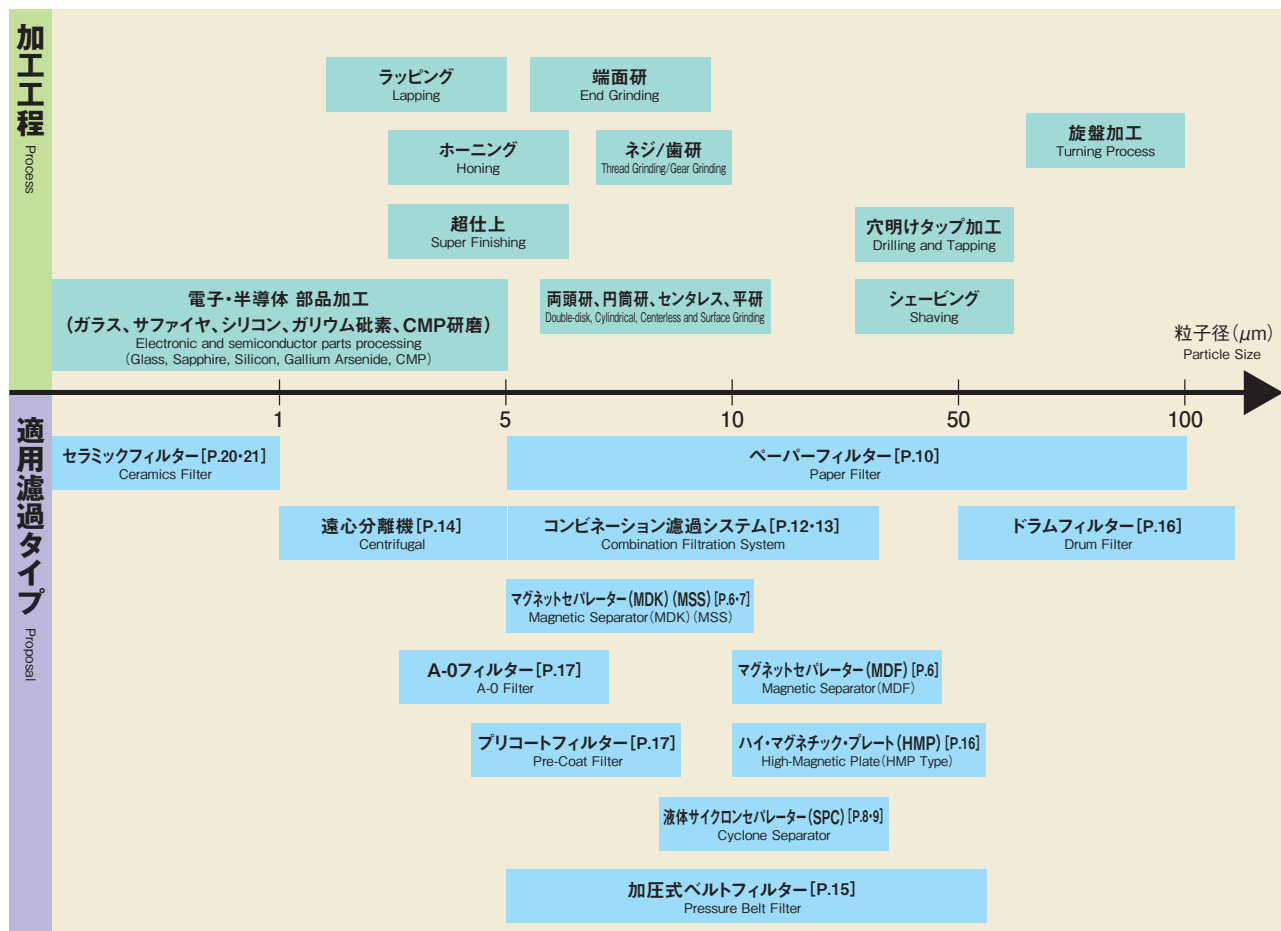 加工工程
Process
ラッピング
Lapping
端面研
End Grinding
旋盤加工
Turning Process
ホーニング
Honing
ネジ/歯研
Thread Grinding/Gear Grinding
超仕上
Super Finishing
穴明けタップ加工
Drilling and Tapping
電子・半導体 部品加工
(ガラス、サファイヤ、シリコン、ガリウム砒素、CMP研磨)
Electronic and semiconductor parts processing
(Glass, Sapphire, Silicon, Gallium Arsenide, CMP)
両頭研、円筒研、センタレス、平研
Double-disk, Cylindrical, Centerless and Surface Grinding
シェービング
Shaving
粒子径(μm)
Particle Size
1 5 10 50 100
適用濾過タイプ
Proposal
セラミックフィルター[P.20・21]
Ceramics Filter
ペーパーフィルター[P.10]
Paper Filter
遠心分離機[P.14]
Centrifugal
コンビネーション濾過システム[P.12・13]
Combination Filtration System
ドラムフィルター[P.16]
Drum Filter
マグネットセパレーター(MDK)(MSS)[P.6・7]
Magnetic Separator(MDK)(MSS)
A-0フィルター[P.17]
A-0 Filter
マグネットセパレーター(MDF)[P.6]
Magnetic Separator(MDF)
プリコートフィルター[P.17]
Pre-Coat Filter
ハイ・マグネチック・プレート(HMP)[P.16]
High-Magnetic Plate(HMP Type)
液体サイクロンセパレーター(SPC)[P.8・9]
Cyclone Separator
加圧式ベルトフィルター[P.15]
Pressure Belt Filter